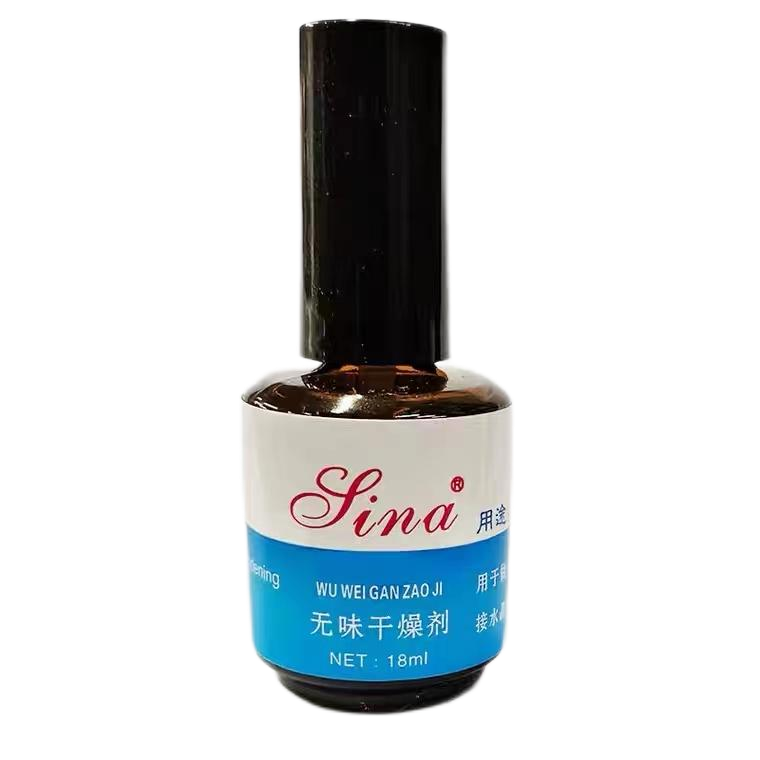 Sina®
用途
ening
用于
WU WEI GAN ZAO JI
无味干燥剂
接水
NET : 18ml